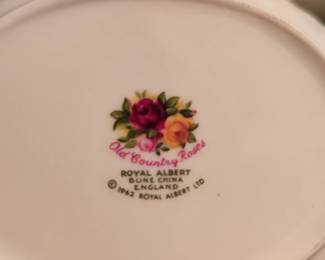 Old Country Roses
ROYAL ALBERT
BONE CHINA
ENGLAND
© 1962 ROYAL ALBERT LTD